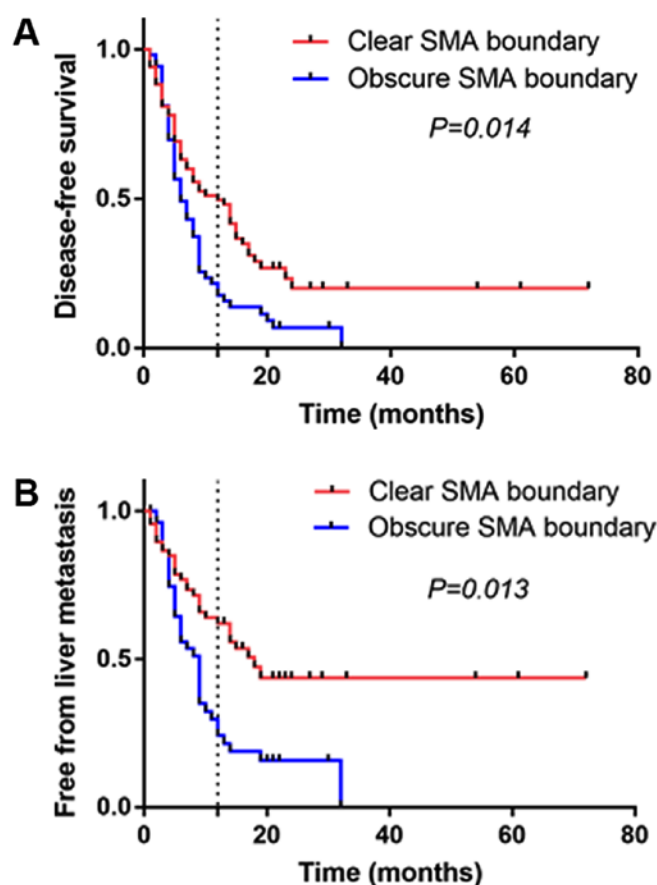 A
Clear SMA boundary
Obscure SMA boundary
P=0.014
Disease-free survival
1.0
0.5
0.0
0 20 40 60 80
Time (months)
B
Clear SMA boundary
Obscure SMA boundary
P=0.013
Free from liver metastasis
1.0
0.5
0.0
0 20 40 60 80
Time (months)